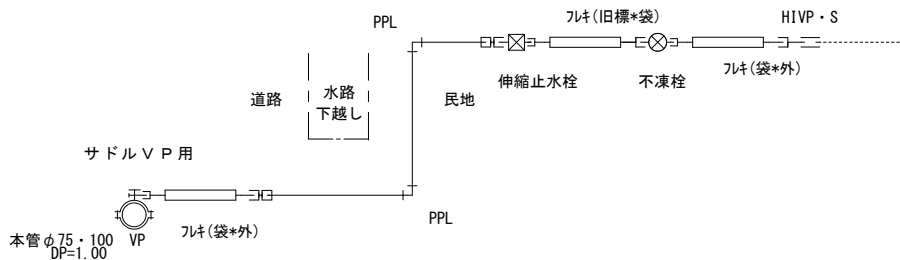 PPL
ﾌﾚｷ(旧標*袋)
HIVP・S
伸縮止水栓
不凍栓
ﾌﾚｷ(袋*外)
道路
水路
下越し
民地
サドルＶＰ用
PPL
本管φ75・100
VP
DP=1.00
ﾌﾚｷ(袋*外)